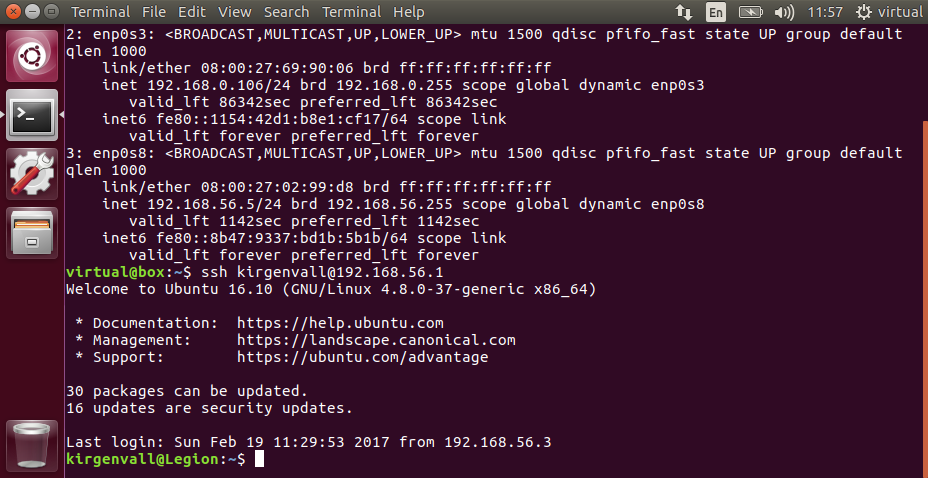 Terminal File Edit View Search Terminal Help En 11:57 virtual
2: enp0s3: <BROADCAST,MULTICAST,UP,LOWER_UP> mtu 1500 qdisc pfifo_fast state UP group default
qlen 1000
link/ether 08:00:27:69:90:06 brd ff:ff:ff:ff:ff:ff
inet 192.168.0.106/24 brd 192.168.0.255 scope global dynamic enp0s3
valid_lft 86342sec preferred_lft 86342sec
inet6 fe80::1154:42d1:b8e1:cf17/64 scope link
valid_lft forever preferred_lft forever
3: enp0s8: <BROADCAST,MULTICAST,UP,LOWER_UP> mtu 1500 qdisc pfifo_fast state UP group default
qlen 1000
link/ether 08:00:27:02:99:d8 brd ff:ff:ff:ff:ff:ff
inet 192.168.56.5/24 brd 192.168.56.255 scope global dynamic enp0s8
valid_lft 1142sec preferred_lft 1142sec
inet6 fe80::8b47:9337:bd1b:5b1b/64 scope link
valid_lft forever preferred_lft forever
virtual@box:~$ ssh kirgenvall@192.168.56.1
Welcome to Ubuntu 16.10 (GNU/Linux 4.8.0-37-generic x86_64)
* Documentation: https://help.ubuntu.com
* Management: https://landscape.canonical.com
* Support: https://ubuntu.com/advantage
30 packages can be updated.
16 updates are security updates.
Last login: Sun Feb 19 11:29:53 2017 from 192.168.56.3
kirgenvall@Legion:~$